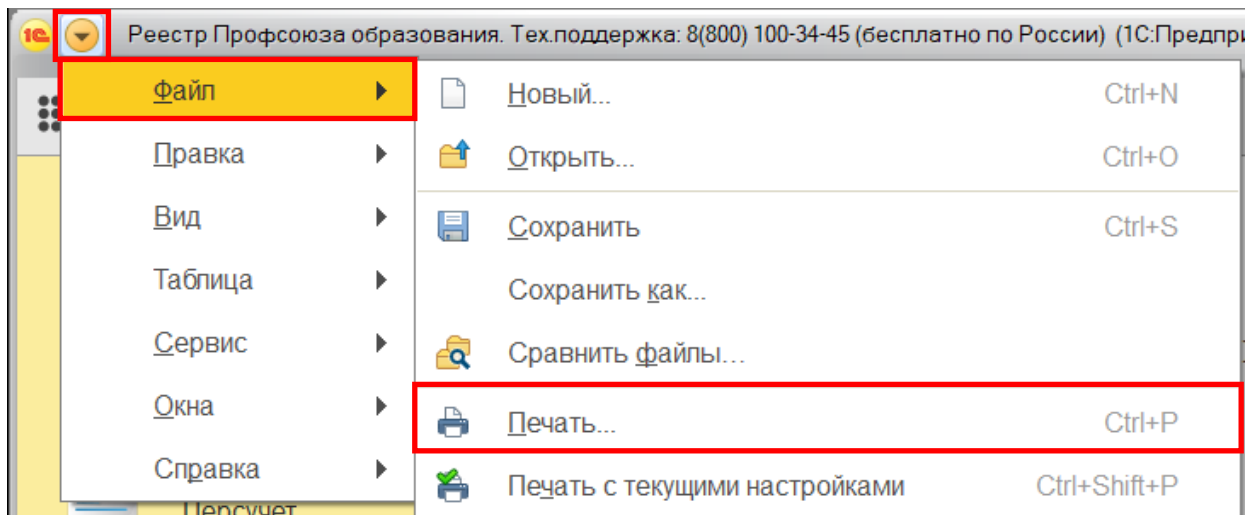 1С Реестр Профсоюза образования. Тех.поддержка: 8(800) 100-34-45 (бесплатно по России) (1С:Предпри
Файл
Новый... Ctrl+N
Правка
Открыть... Ctrl+O
Вид
Сохранить Ctrl+S
Таблица
Сохранить как...
Сервис
Сравнить файлы...
Окна
Печать... Ctrl+P
Справка
Печать с текущими настройками Ctrl+Shift+P
Персучет